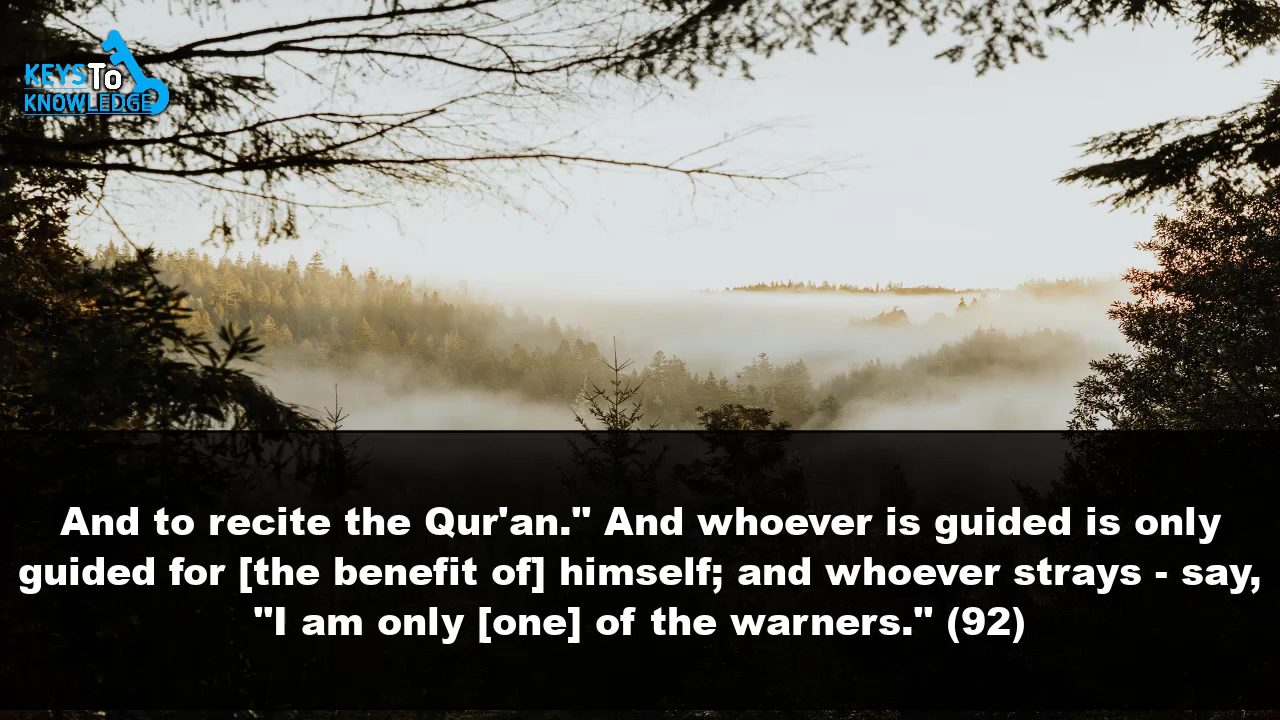 KEYS To
KNOWLEDGE
And to recite the Qur'an." And whoever is guided is only
guided for [the benefit of] himself; and whoever strays - say,
"I am only [one] of the warners." (92)